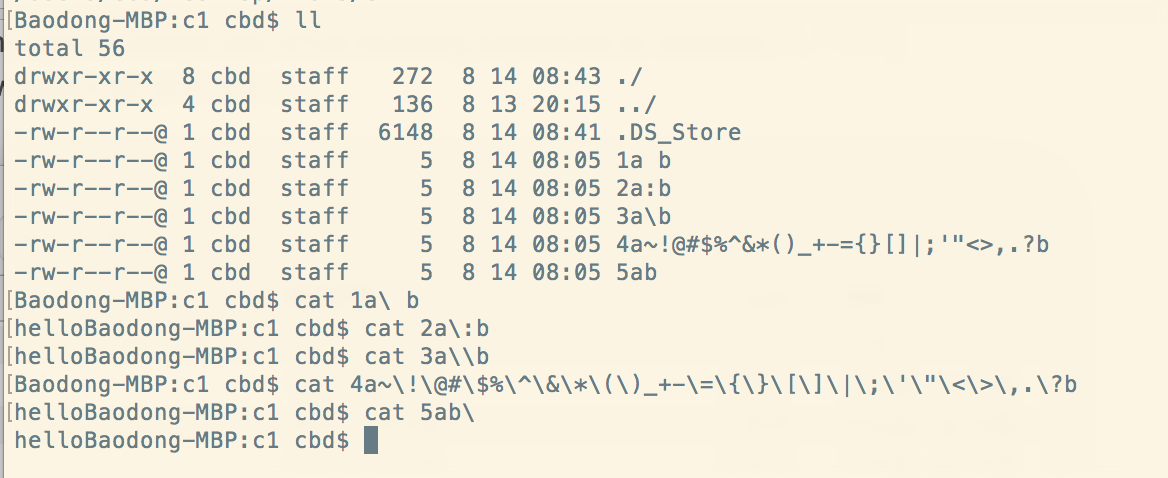 [Baodong-MBP:c1 cbd$ ll
total 56
drwxr-xr-x  8 cbd  staff   272  8 14 08:43 ./
drwxr-xr-x  4 cbd  staff   136  8 13 20:15 ../
-rw-r--r--@ 1 cbd  staff  6148  8 14 08:41 .DS_Store
-rw-r--r--@ 1 cbd  staff     5  8 14 08:05 1a b
-rw-r--r--@ 1 cbd  staff     5  8 14 08:05 2a:b
-rw-r--r--@ 1 cbd  staff     5  8 14 08:05 3a\b
-rw-r--r--@ 1 cbd  staff     5  8 14 08:05 4a~!@#$%^&*()_+-={}[]|;'"<>,.?b
-rw-r--r--@ 1 cbd  staff     5  8 14 08:05 5ab
[Baodong-MBP:c1 cbd$ cat 1a\ b
[helloBaodong-MBP:c1 cbd$ cat 2a\:b
[helloBaodong-MBP:c1 cbd$ cat 3a\\b
[Baodong-MBP:c1 cbd$ cat 4a~\!\@#\$%\^\&\*\(\)_+-\=\{\}\[\]\|\;\'\"\<\>\,.\?b
[helloBaodong-MBP:c1 cbd$ cat 5ab\
helloBaodong-MBP:c1 cbd$